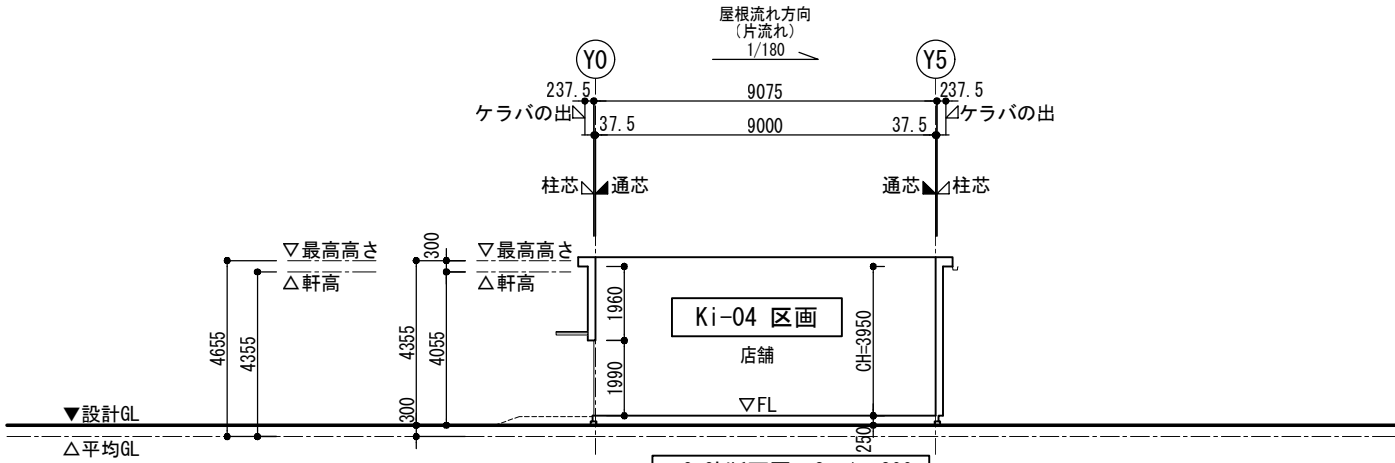 屋根流れ方向
(片流れ)
1/180
Y0
Y5
237.5
9075
237.5
ケラバの出
ケラバの出
37.5
9000
37.5
柱芯
通芯
通芯
柱芯
▽最高高さ
300
▽最高高さ
△軒高
△軒高
4655
4355
4355
4055
1960
Ki-04 区画
CH=3950
店舗
1990
▽FL
▼設計GL
300
250
△平均GL